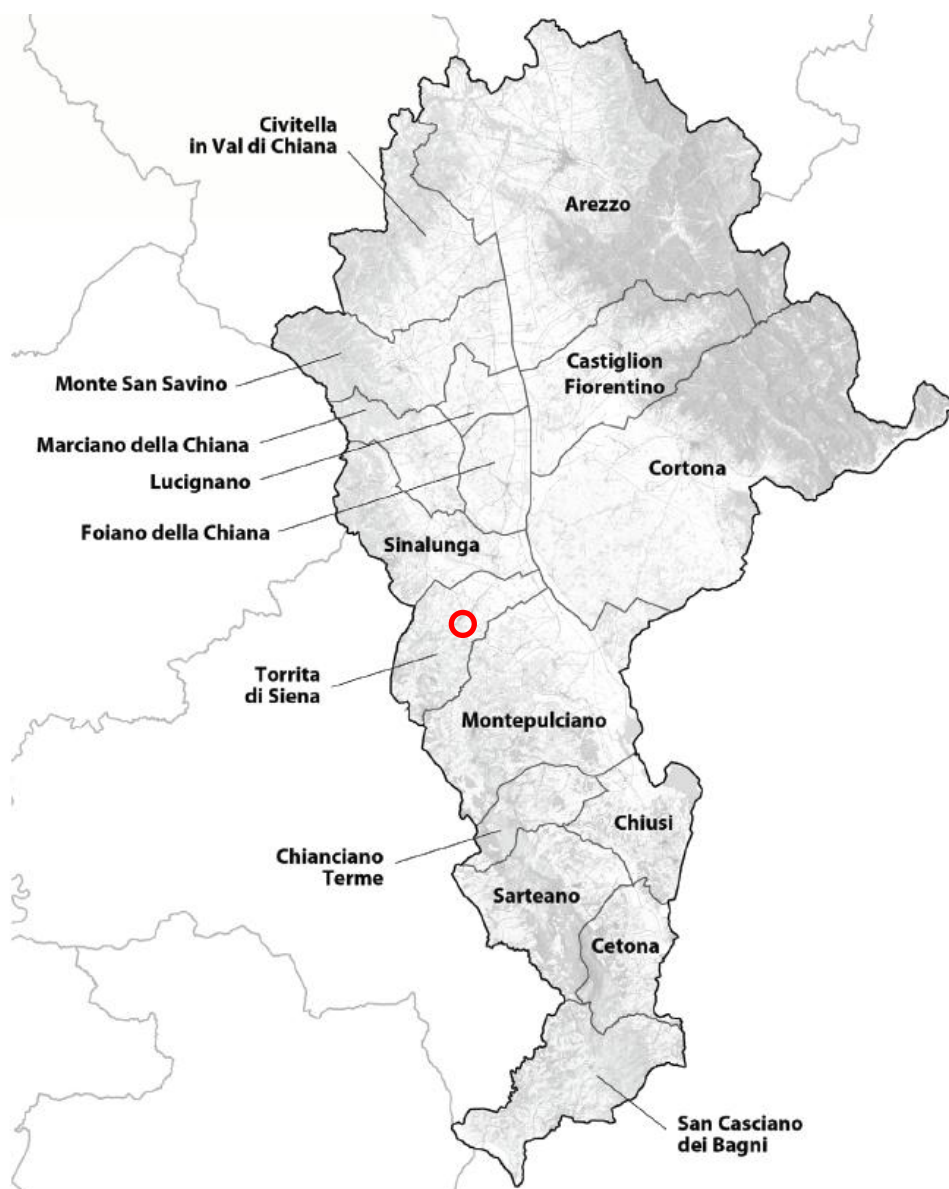 Civitella
in Val di Chiana
Arezzo
Castiglion
Fiorentino
Monte San Savino
Marciano della Chiana
Lucignano
Cortona
Foiano della Chiana
Sinalunga
Torrita
di Siena
Montepulciano
Chiusi
Chianciano
Terme
Sarteano
Cetona
San Casciano
dei Bagni